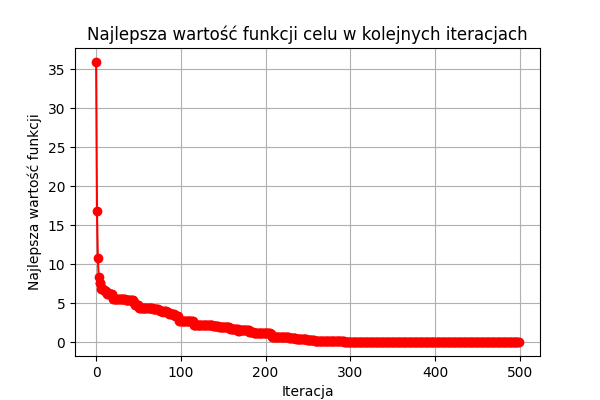 Najlepsza wartość funkcji celu w kolejnych iteracjach
Najlepsza wartość funkcji
35
30
25
20
15
10
5
0
0 100 200 300 400 500
Iteracja